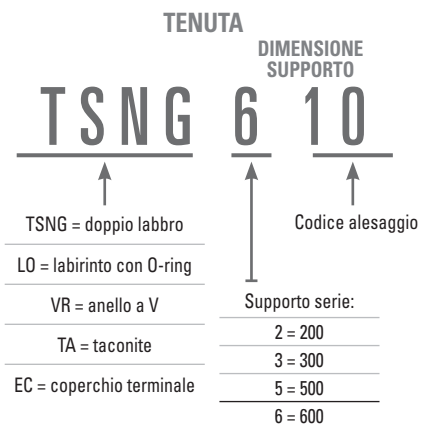 TENUTA
DIMENSIONE
SUPPORTO
TSNG 6 10
TSNG = doppio labbro
LO = labirinto con O-ring
VR = anello a V
TA = taconite
EC = coperchio terminale
Supporto serie:
2 = 200
3 = 300
5 = 500
6 = 600
Codice alesaggio